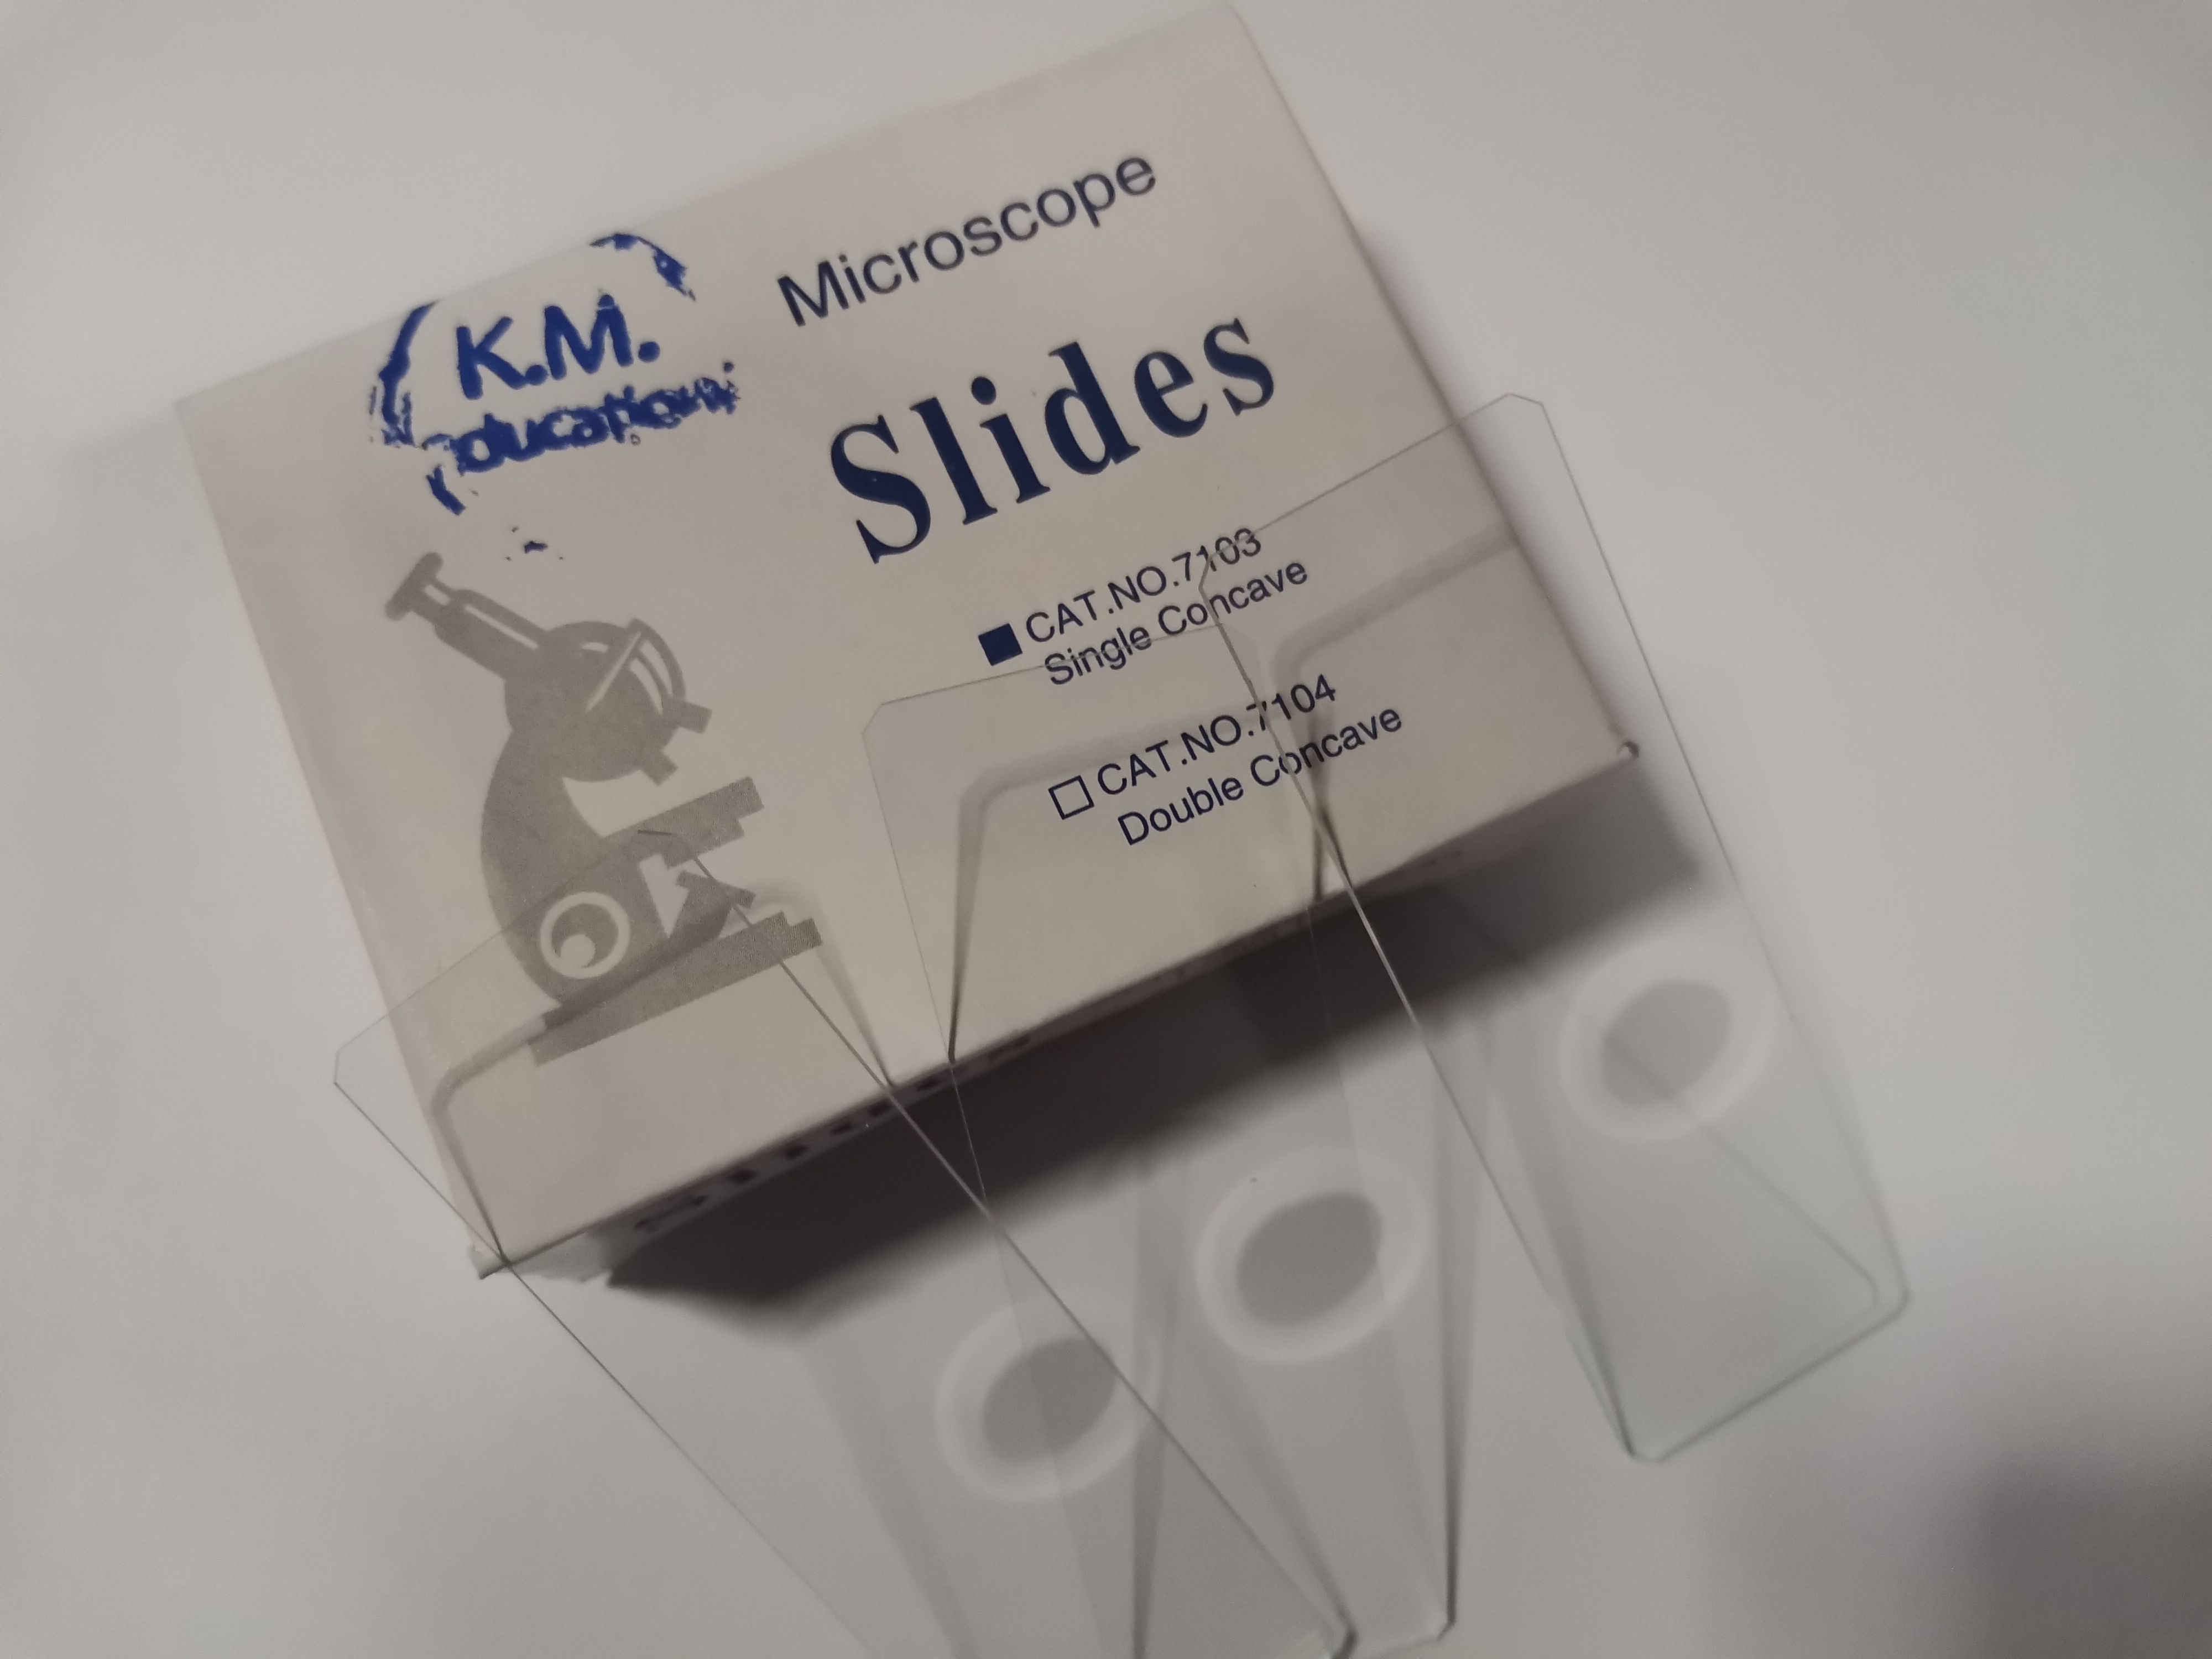 K.M.
Microscope
Slides
CAT.NO.7103
Single Concave
CAT.NO.7104
Double Concave